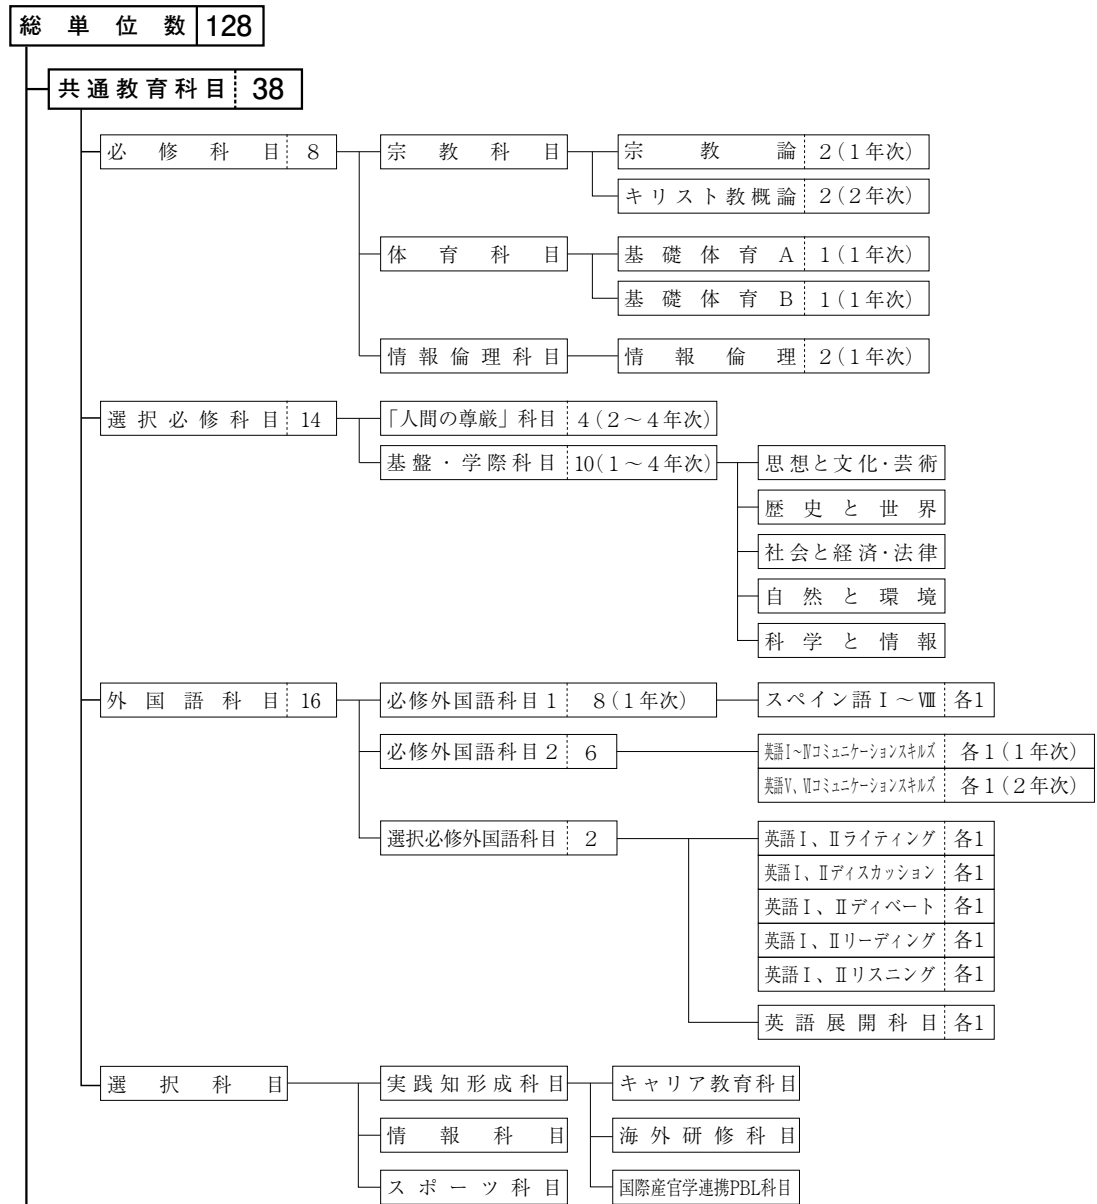 総単位数 128
共通教育科目 38
必修科目 8 宗教科目 宗教論 2(1年次)
キリスト教概論 2(2年次)
体育科目 基礎体育A 1(1年次)
基礎体育B 1(1年次)
情報倫理科目 情報倫理 2(1年次)
選択必修科目 14 「人間の尊厳」科目 4(2~4年次)
基盤・学際科目 10(1~4年次) 思想と文化・芸術
歴史と世界
社会と経済・法律
自然と環境
科学と情報
外国語科目 16 必修外国語科目1 8(1年次) スペイン語Ⅰ~Ⅷ 各1
必修外国語科目2 6 英語Ⅰ~Ⅳコミュニケーションスキルズ 各1(1年次)
英語Ⅴ、Ⅵコミュニケーションスキルズ 各1(2年次)
選択必修外国語科目 2 英語Ⅰ、Ⅱライティング 各1
英語Ⅰ、Ⅱディスカッション 各1
英語Ⅰ、Ⅱディベート 各1
英語Ⅰ、Ⅱリーディング 各1
英語Ⅰ、Ⅱリスニング 各1
英語展開科目 各1
選択科目 実践知形成科目 キャリア教育科目
情報科目 海外研修科目
スポーツ科目 国際産官学連携PBL科目